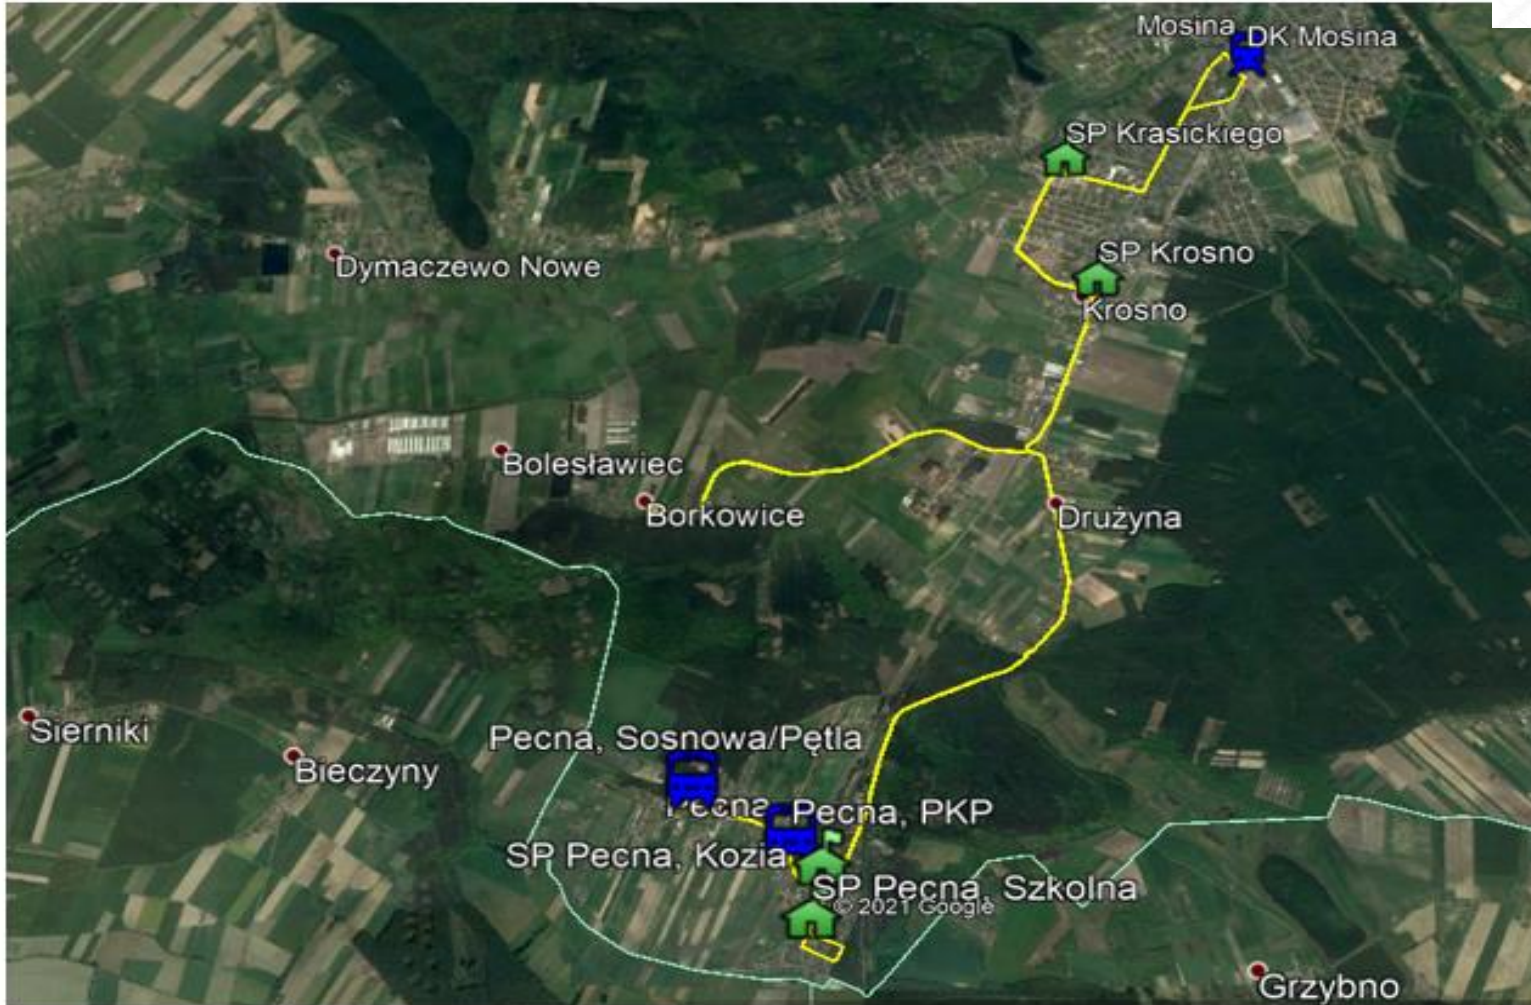 Mosina
DK Mosina
SP Krasickiego
SP Krosno
Dymaczewo Nowe
Krosno
Bolesławiec
Borkowice
Drużyna
Sierniki
Pecna, Sosnowa/Pętla
Bieczyny
Pecna
Pecna, PKP
SP Pecna, Kozia
SP Pecna, Szkolna
© 2021 Google
Grzybno